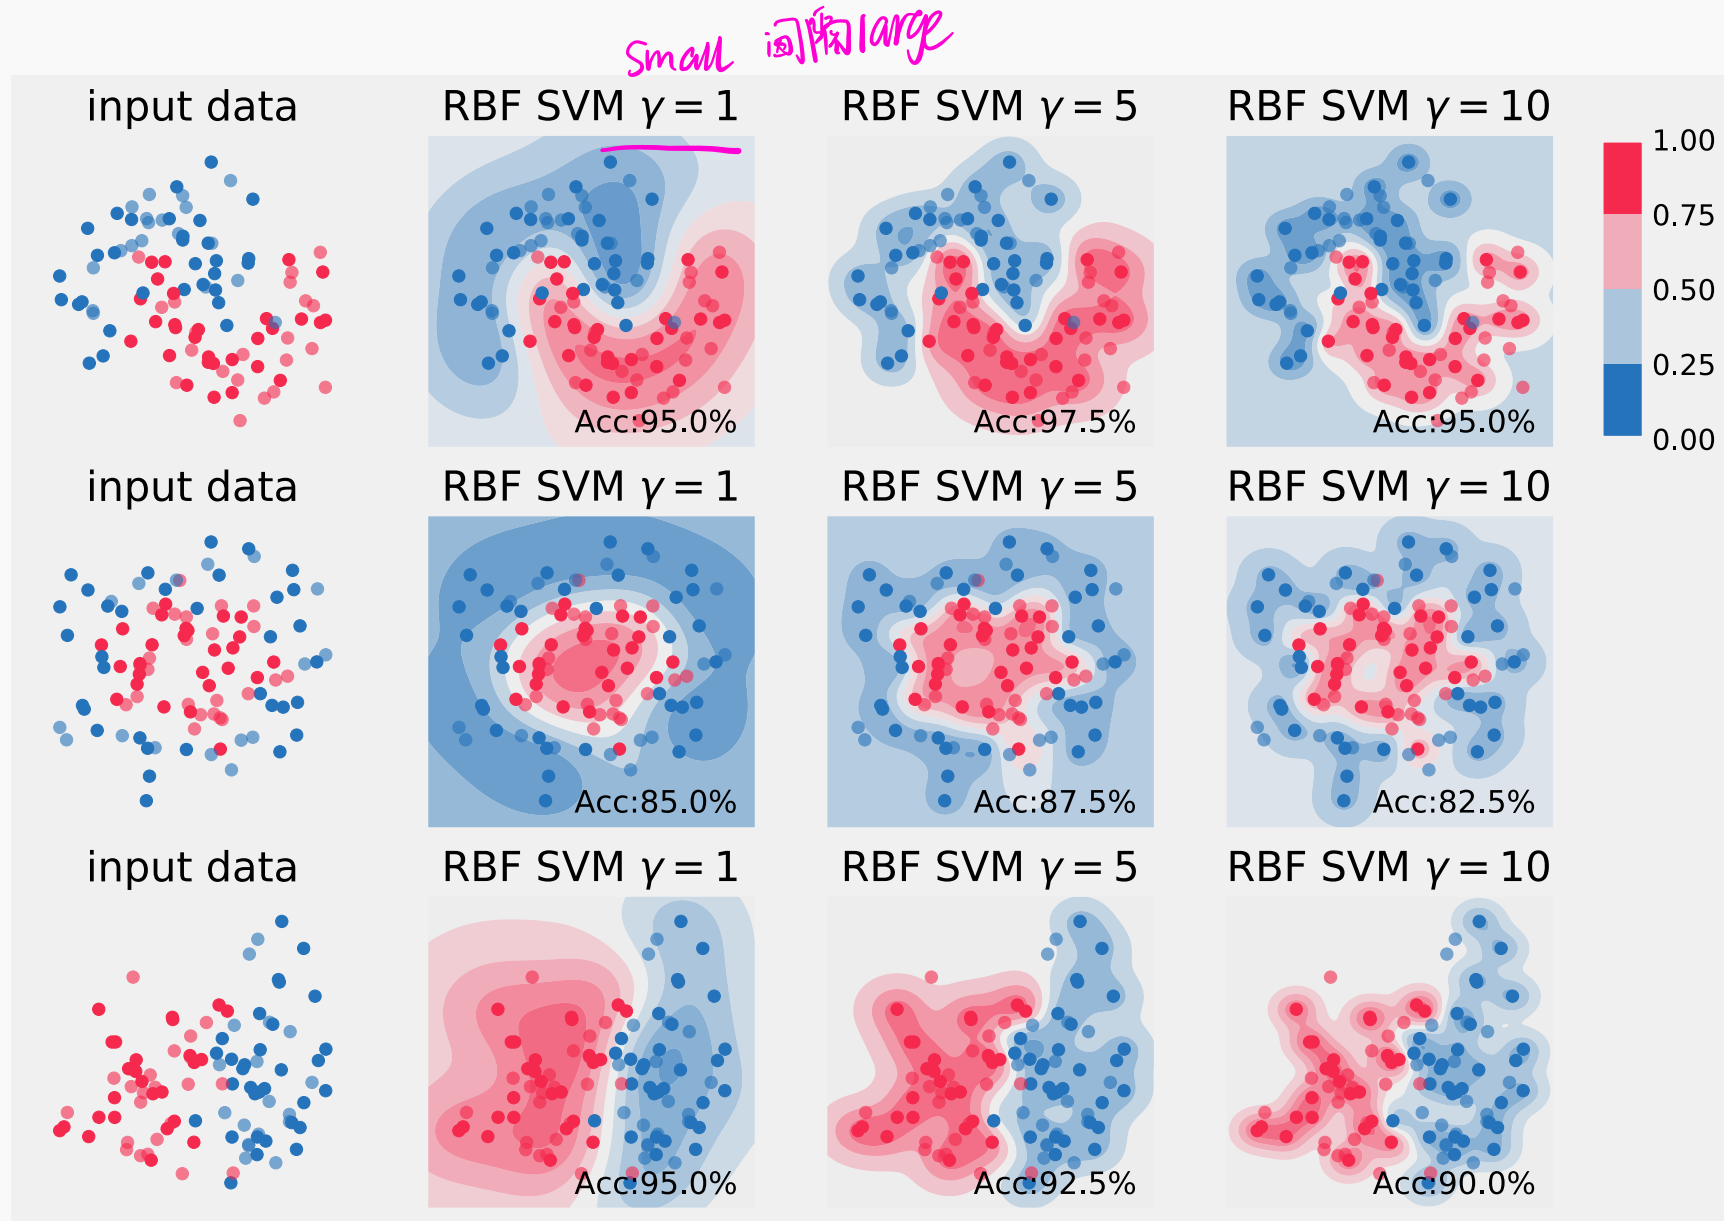 small 间隔 large
input data RBF SVM γ = 1 RBF SVM γ = 5 RBF SVM γ = 10
1.00
0.75
0.50
0.25
0.00
Acc:95.0% Acc:97.5% Acc:95.0%
input data RBF SVM γ = 1 RBF SVM γ = 5 RBF SVM γ = 10
Acc:85.0% Acc:87.5% Acc:82.5%
input data RBF SVM γ = 1 RBF SVM γ = 5 RBF SVM γ = 10
Acc:95.0% Acc:92.5% Acc:90.0%